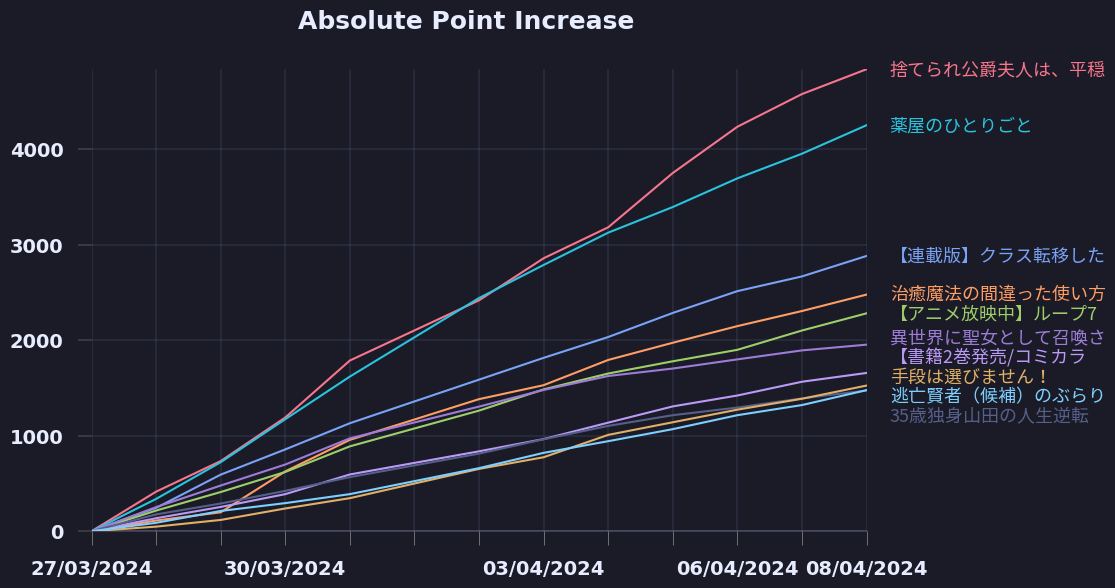 Absolute Point Increase
捨てられ公爵夫人は、平穏
薬屋のひとりごと
4000
3000
【連載版】クラス転移した
治癒魔法の間違った使い方
【アニメ放映中】ループ7
2000
異世界に聖女として召喚さ
【書籍2巻発売/コミカラ
手段は選びません！
逃亡賢者（候補）のぶらり
35歳独身山田の人生逆転
1000
0
27/03/2024 30/03/2024 03/04/2024 06/04/2024 08/04/2024